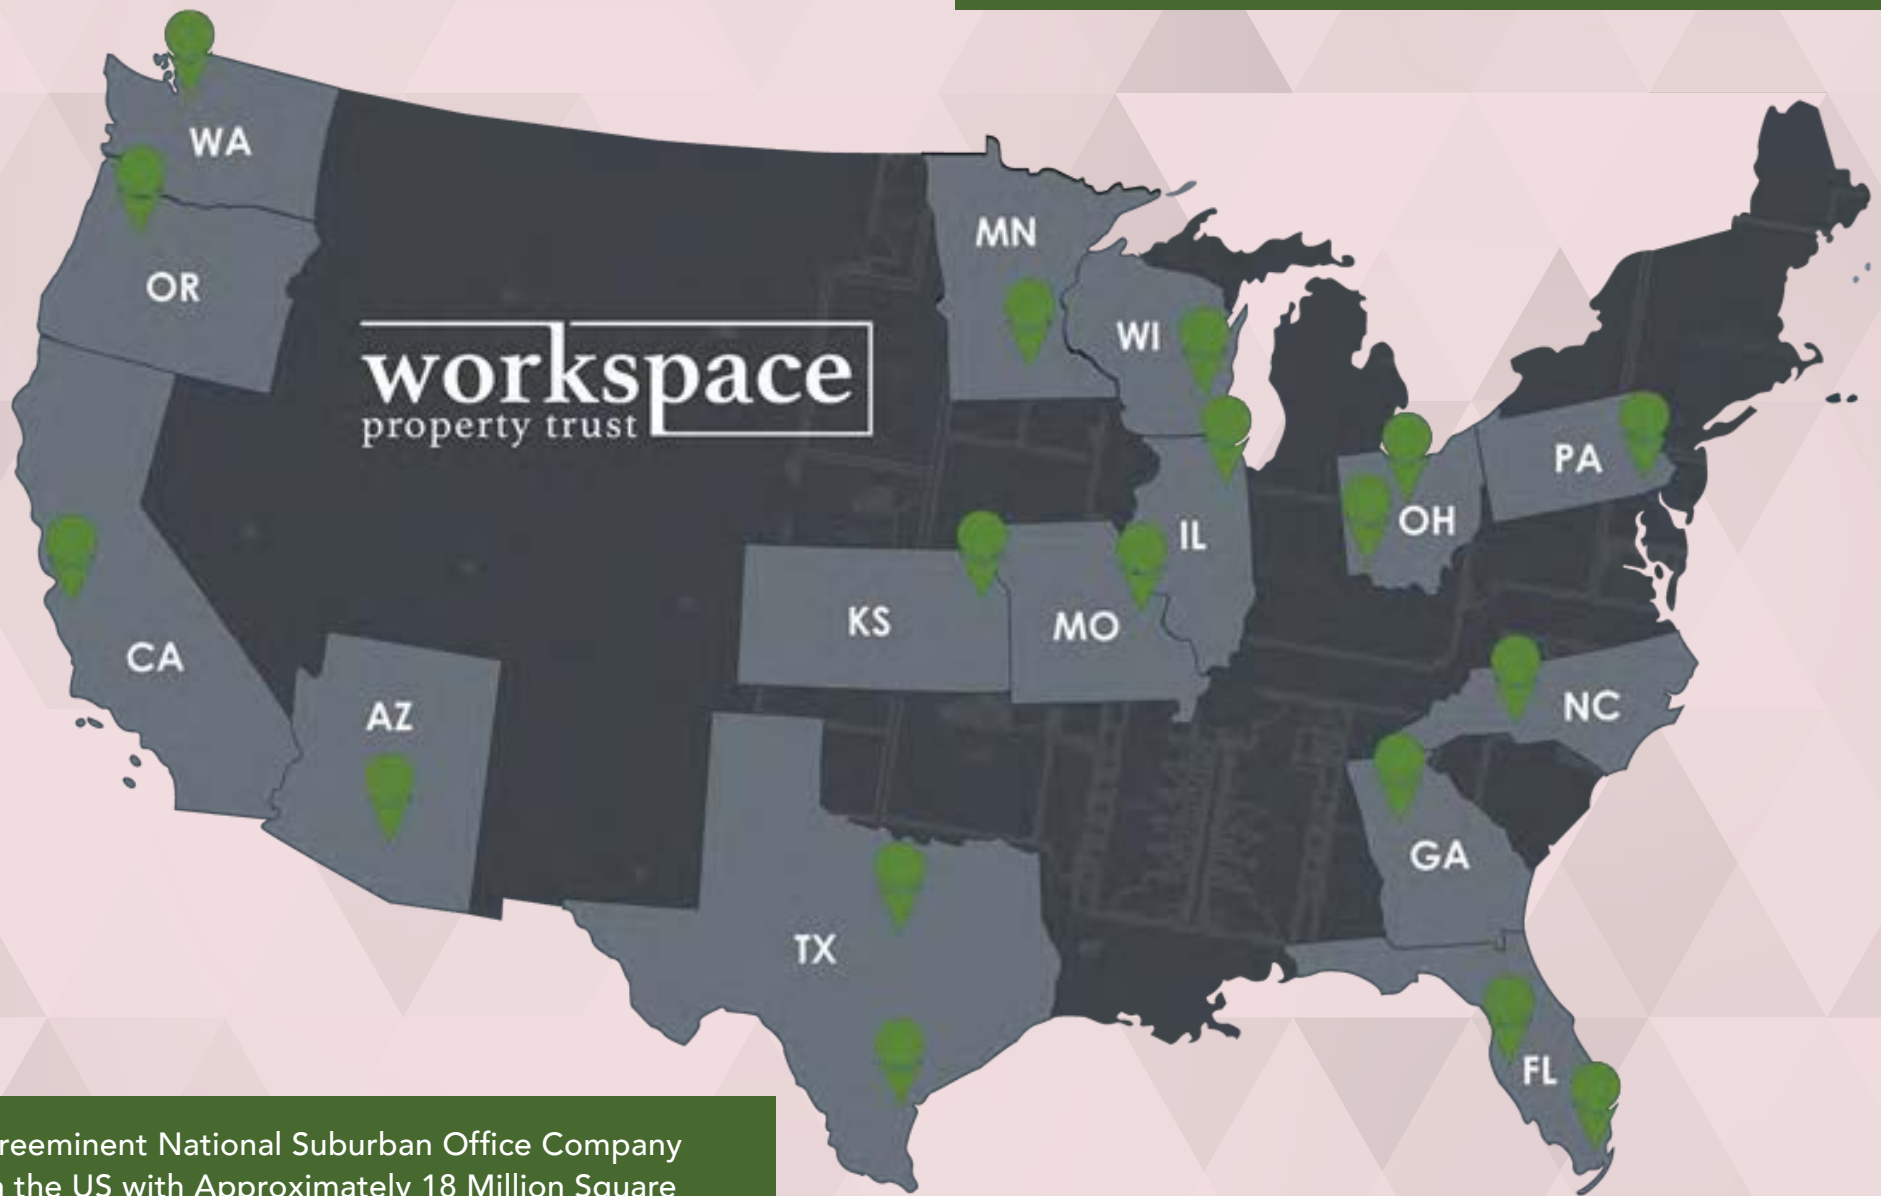 WA
OR
MN
WI
workspace
property trust
PA
OH
IL
KS
MO
CA
AZ
NC
GA
TX
FL
reeminent National Suburban Office Company
the US with Approximately 18 Million Square